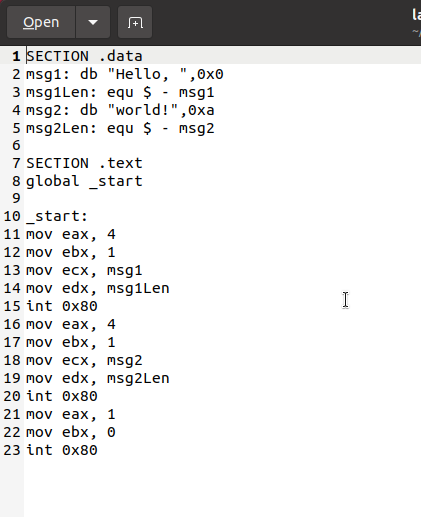 Open
la
~/
1 SECTION .data
2 msg1: db "Hello, ",0x0
3 msg1Len: equ $ - msg1
4 msg2: db "world!",0xa
5 msg2Len: equ $ - msg2
6
7 SECTION .text
8 global _start
9
10 _start:
11 mov eax, 4
12 mov ebx, 1
13 mov ecx, msg1
14 mov edx, msg1Len
15 int 0x80
16 mov eax, 4
17 mov ebx, 1
18 mov ecx, msg2
19 mov edx, msg2Len
20 int 0x80
21 mov eax, 1
22 mov ebx, 0
23 int 0x80